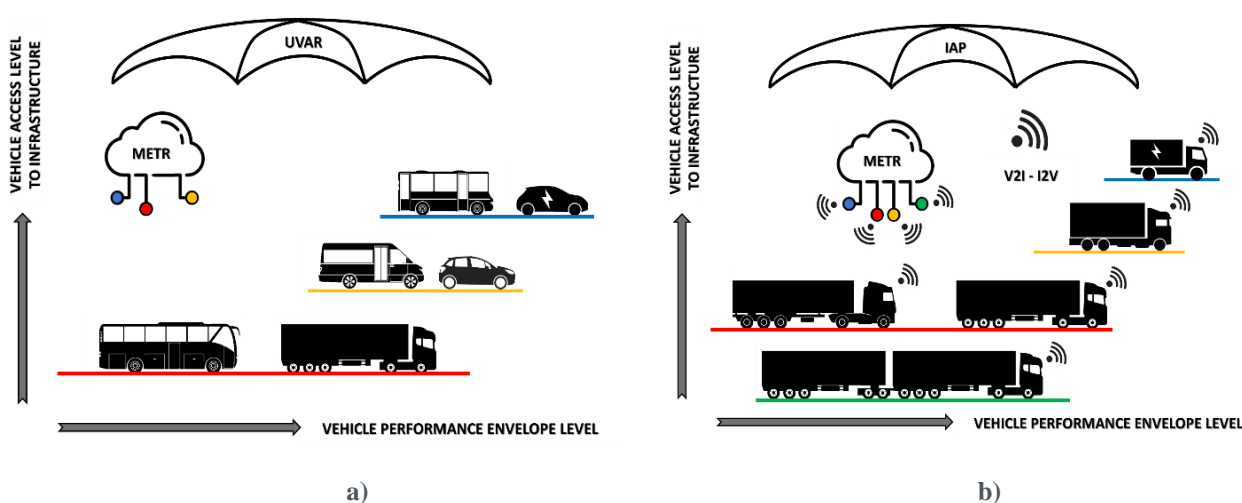 UVAR
VEHICLE ACCESS LEVEL
TO INFRASTRUCTURE
METR
VEHICLE PERFORMANCE ENVELOPE LEVEL
a)
IAP
VEHICLE ACCESS LEVEL
TO INFRASTRUCTURE
METR
V2I - I2V
VEHICLE PERFORMANCE ENVELOPE LEVEL
b)